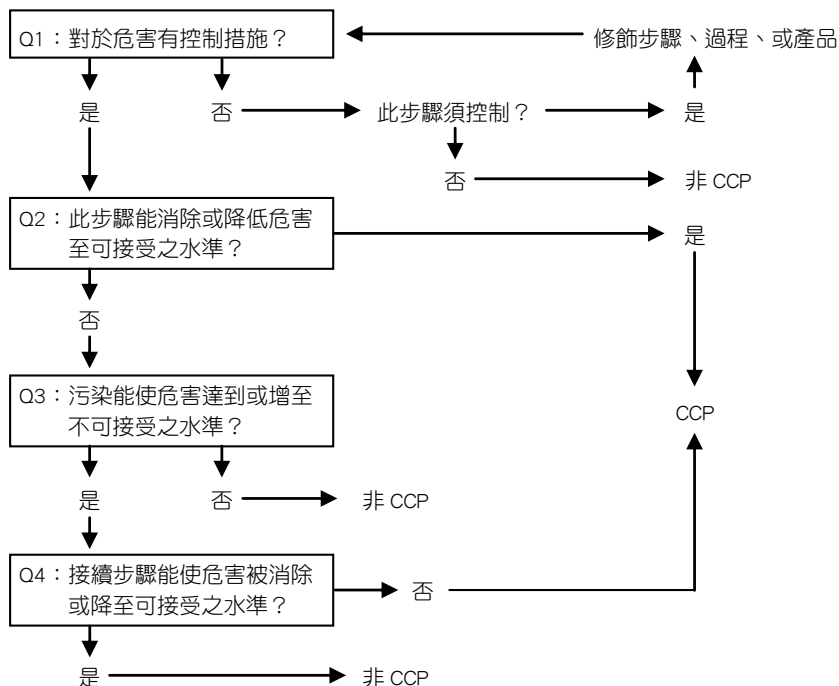 Q1：對於危害有控制措施？
修飾步驟、過程、或產品
是
否
此步驟須控制？
是
否
非 CCP
Q2：此步驟能消除或降低危害
至可接受之水準？
是
否
Q3：污染能使危害達到或增至
不可接受之水準？
CCP
是
否
非 CCP
Q4：接續步驟能使危害被消除
或降至可接受之水準？
否
是
非 CCP